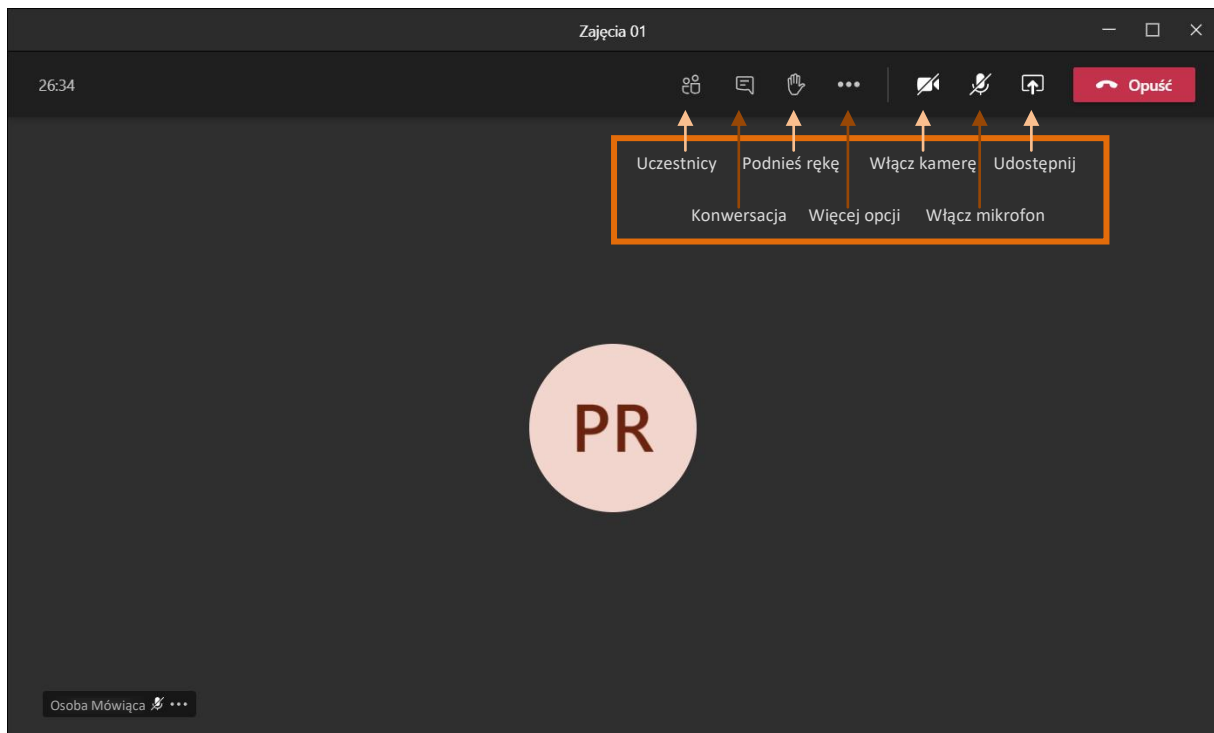 Zajęcia 01
26:34
Opuść
Uczestnicy Podnieś rękę Włącz kamerę Udostępnij
Konwersacja Więcej opcji Włącz mikrofon
PR
Osoba Mówiąca